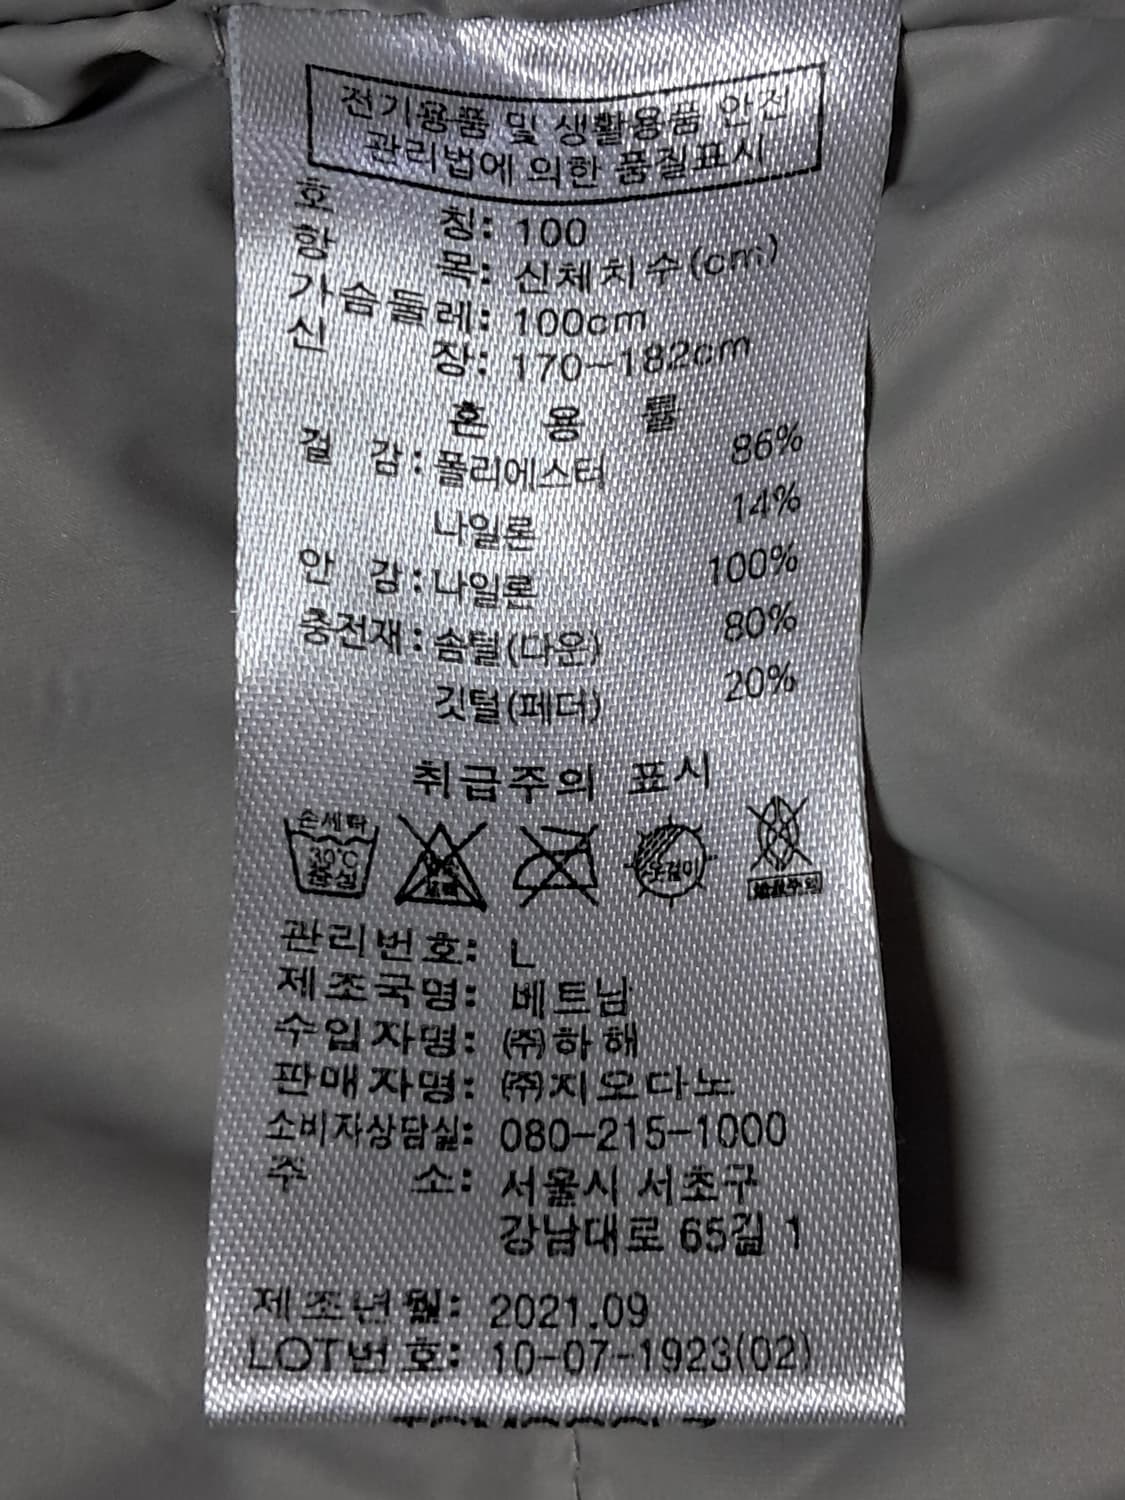 전기용품 및 생활용품 안전
관리법에 의한 품질표시
호 칭: 100
항 목: 신체치수(cm)
가슴둘레: 100cm
신 장: 170~182cm
혼 용 률
겉 감: 폴리에스터 86%
나일론 14%
안 감: 나일론 100%
충전재: 솜털(다운) 80%
깃털(페더) 20%
취급주의 표시
손세탁
30℃
중성
옷걸이
관리번호: L
제조국명: 베트남
수입자명: ㈜하해
판매자명: ㈜지오다노
소비자상담실: 080-215-1000
주 소: 서울시 서초구
강남대로 65길 1
제조년월: 2021.09
LOT번호: 10-07-1923(02)